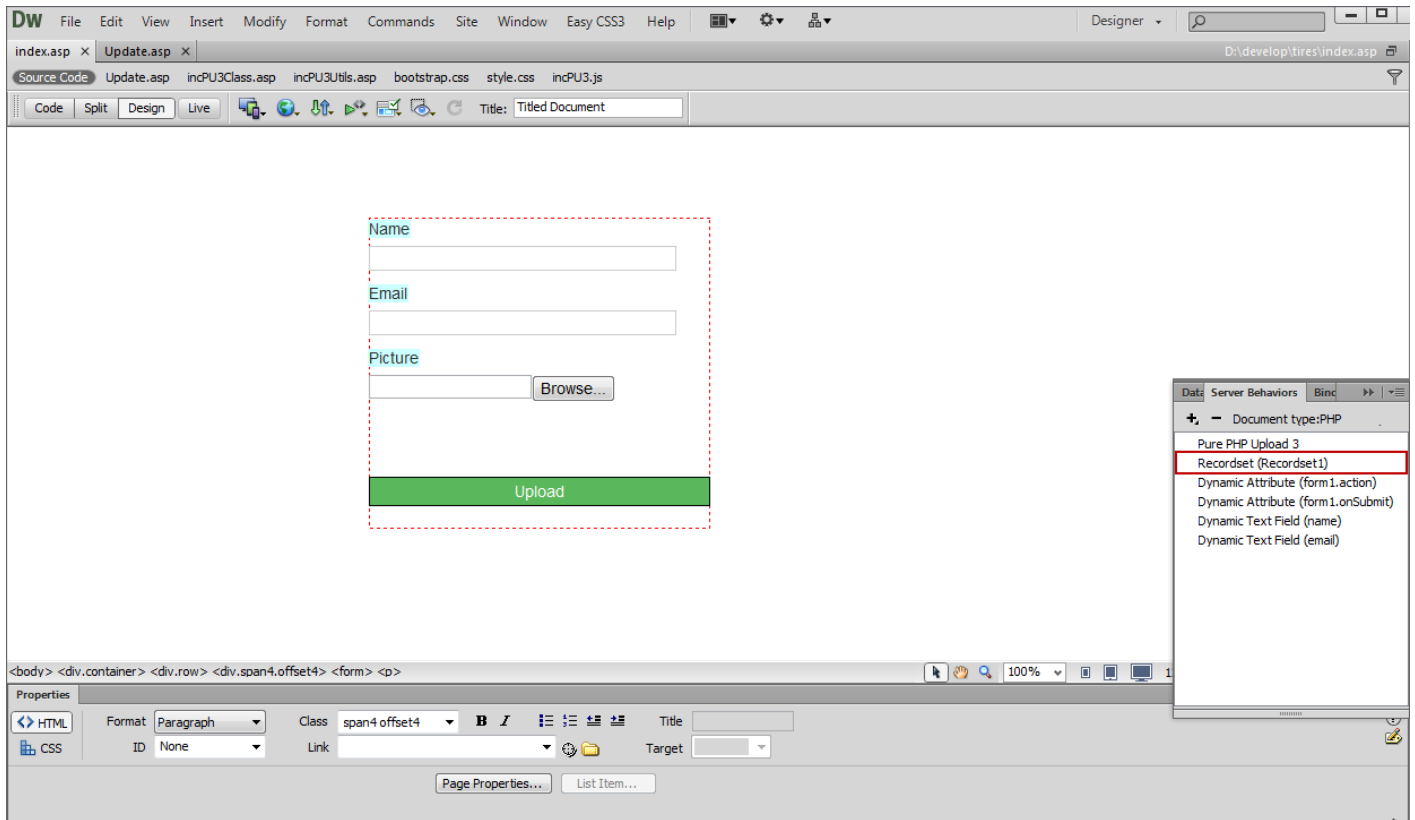 DW File Edit View Insert Modify Format Commands Site Window Easy CSS3 Help Designer
index.asp × Update.asp × D:\develop\tires\index.asp
Source Code Update.asp incPU3Class.asp incPU3Utils.asp bootstrap.css style.css incPU3.js
Code Split Design Live Title: Titled Document
Name
Email
Picture
Browse...
Upload
Data Server Behaviors Bind
Document type:PHP
Pure PHP Upload 3
Recordset (Recordset1)
Dynamic Attribute (form1.action)
Dynamic Attribute (form1.onSubmit)
Dynamic Text Field (name)
Dynamic Text Field (email)
<body> <div.container> <div.row> <div.span4.offset4> <form> <p> 100% 1
Properties
<> HTML Format Paragraph Class span4 offset4 B I Title
CSS ID None Link Target
Page Properties... List Item...